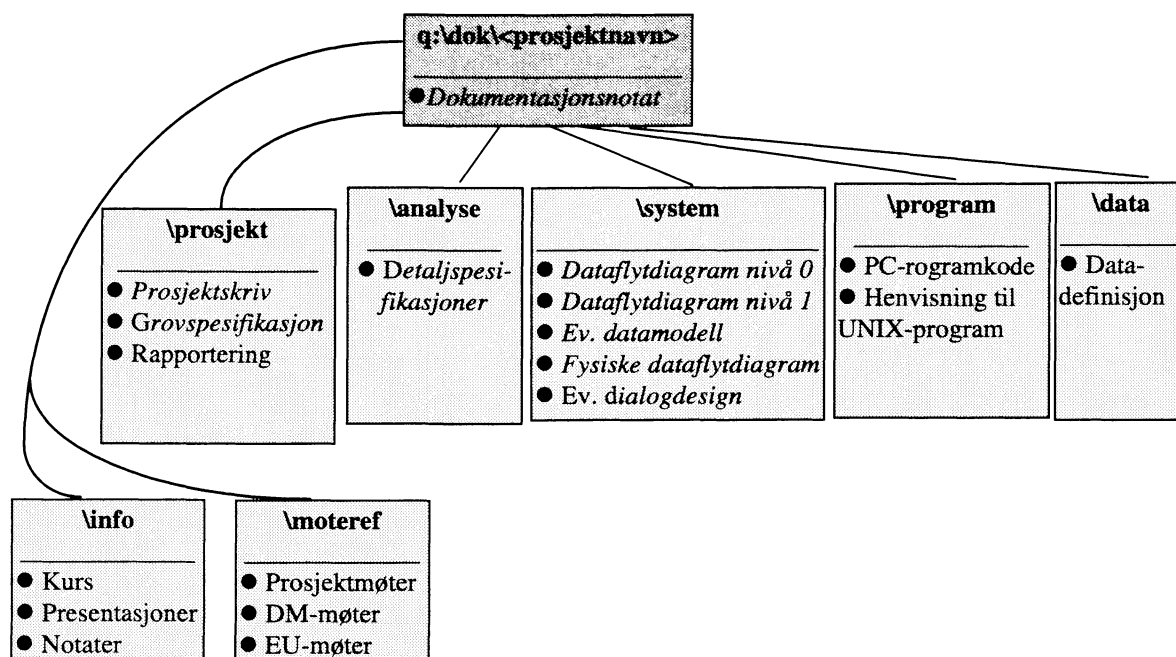 q:\dok\<prosjektnavn>
● Dokumentasjonsnotat
\prosjekt
● Prosjektskriv
● Grovspesifikasjon
● Rapportering
\analyse
● Detaljspesi-
fikasjoner
\system
● Dataflytdiagram nivå 0
● Dataflytdiagram nivå 1
● Ev. datamodell
● Fysiske dataflytdiagram
● Ev. dialogdesign
\program
● PC-rogramkode
● Henvisning til
UNIX-program
\data
● Data-
definisjon
\info
● Kurs
● Presentasjoner
● Notater
\moteref
● Prosjektmøter
● DM-møter
● EU-møter